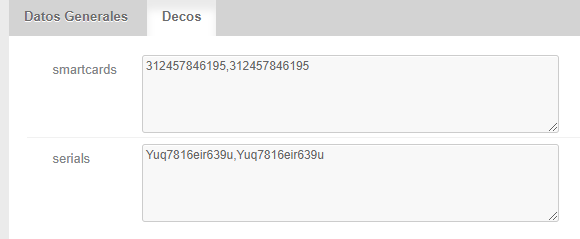 Datos Generales
Decos
smartcards
312457846195,312457846195
serials
Yuq7816eir639u,Yuq7816eir639u